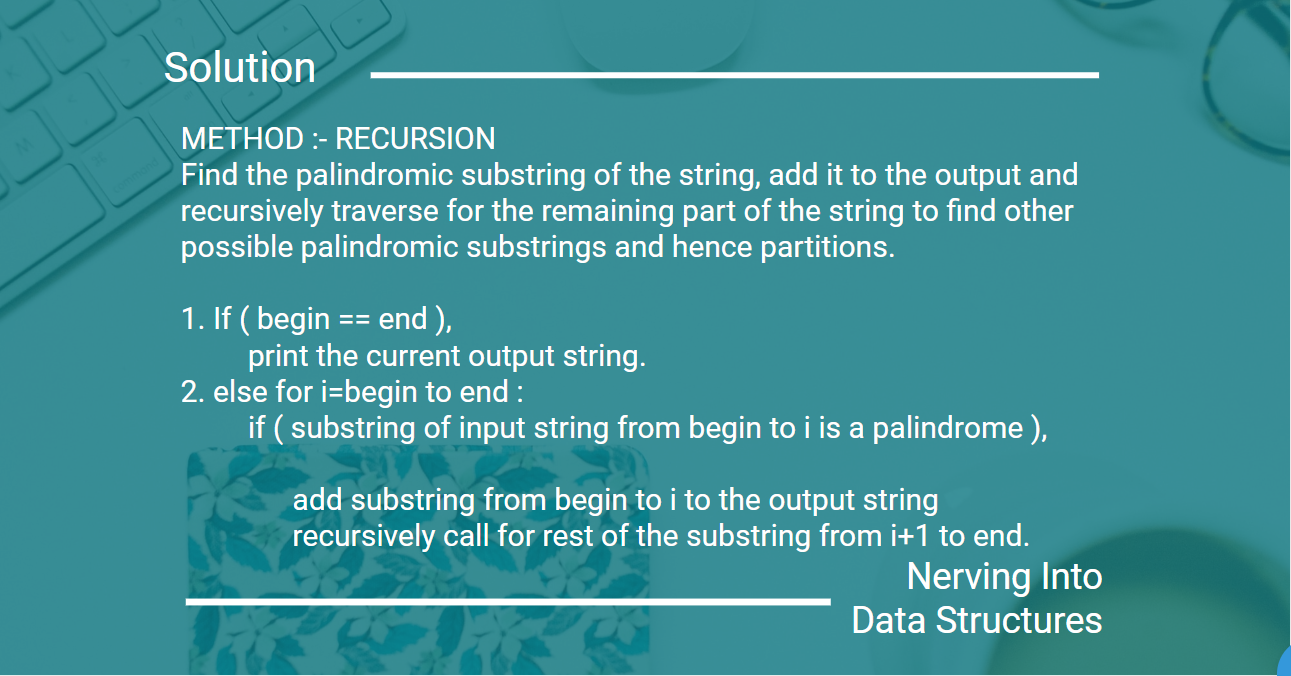 Solution
METHOD :- RECURSION
Find the palindromic substring of the string, add it to the output and
recursively traverse for the remaining part of the string to find other
possible palindromic substrings and hence partitions.
1. If ( begin == end ),
print the current output string.
2. else for i=begin to end :
if ( substring of input string from begin to i is a palindrome ),
add substring from begin to i to the output string
recursively call for rest of the substring from i+1 to end.
Nerving Into
Data Structures